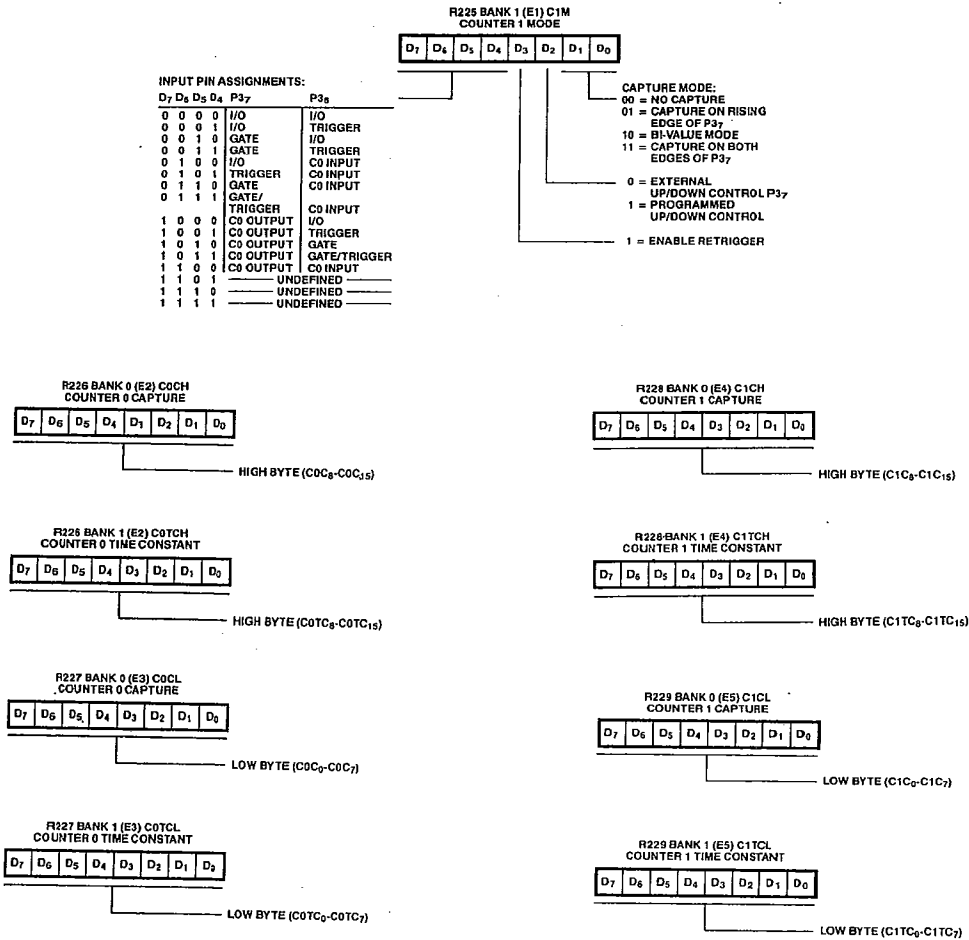 R225 BANK 1 (E1) C1M
COUNTER 1 MODE
D7 D6 D5 D4 D3 D2 D1 D0
INPUT PIN ASSIGNMENTS:
D7 D6 D5 D4 P37 P36
0 0 0 0 I/O I/O
0 0 0 1 I/O TRIGGER
0 0 1 0 GATE I/O
0 0 1 1 GATE TRIGGER
0 1 0 0 I/O C0 INPUT
0 1 0 1 TRIGGER C0 INPUT
0 1 1 0 GATE C0 INPUT
0 1 1 1 GATE/
TRIGGER C0 INPUT
1 0 0 0 C0 OUTPUT I/O
1 0 0 1 C0 OUTPUT TRIGGER
1 0 1 0 C0 OUTPUT GATE
1 0 1 1 C0 OUTPUT GATE/TRIGGER
1 1 0 0 C0 OUTPUT C0 INPUT
1 1 0 1 UNDEFINED
1 1 1 0 UNDEFINED
1 1 1 1 UNDEFINED
CAPTURE MODE:
00 = NO CAPTURE
01 = CAPTURE ON RISING
EDGE OF P37
10 = BI-VALUE MODE
11 = CAPTURE ON BOTH
EDGES OF P37
0 = EXTERNAL
UP/DOWN CONTROL P37
1 = PROGRAMMED
UP/DOWN CONTROL
1 = ENABLE RETRIGGER
R226 BANK 0 (E2) C0CH
COUNTER 0 CAPTURE
D7 D6 D5 D4 D1 D2 D1 D0
HIGH BYTE (C0C8-C0C15)
R228 BANK 0 (E4) C1CH
COUNTER 1 CAPTURE
D7 D6 D5 D4 D3 D2 D1 D0
HIGH BYTE (C1C8-C1C15)
R226 BANK 1 (E2) C0TCH
COUNTER 0 TIME CONSTANT
D7 D6 D5 D4 D3 D2 D1 D0
HIGH BYTE (C0TC8-C0TC15)
R228 BANK 1 (E4) C1TCH
COUNTER 1 TIME CONSTANT
D7 D6 D5 D4 D3 D2 D1 D0
HIGH BYTE (C1TC8-C1TC15)
R227 BANK 0 (E3) C0CL
COUNTER 0 CAPTURE
D7 D6 D5 D4 D3 D2 D1 D0
LOW BYTE (C0C0-C0C7)
R229 BANK 0 (E5) C1CL
COUNTER 1 CAPTURE
D7 D6 D5 D4 D3 D2 D1 D0
LOW BYTE (C1C0-C1C7)
R227 BANK 1 (E3) C0TCL
COUNTER 0 TIME CONSTANT
D7 D6 D5 D4 D3 D2 D1 D0
LOW BYTE (C0TC0-C0TC7)
R229 BANK 1 (E5) C1TCL
COUNTER 1 TIME CONSTANT
D7 D6 D5 D4 D3 D2 D1 D0
LOW BYTE (C1TC0-C1TC7)